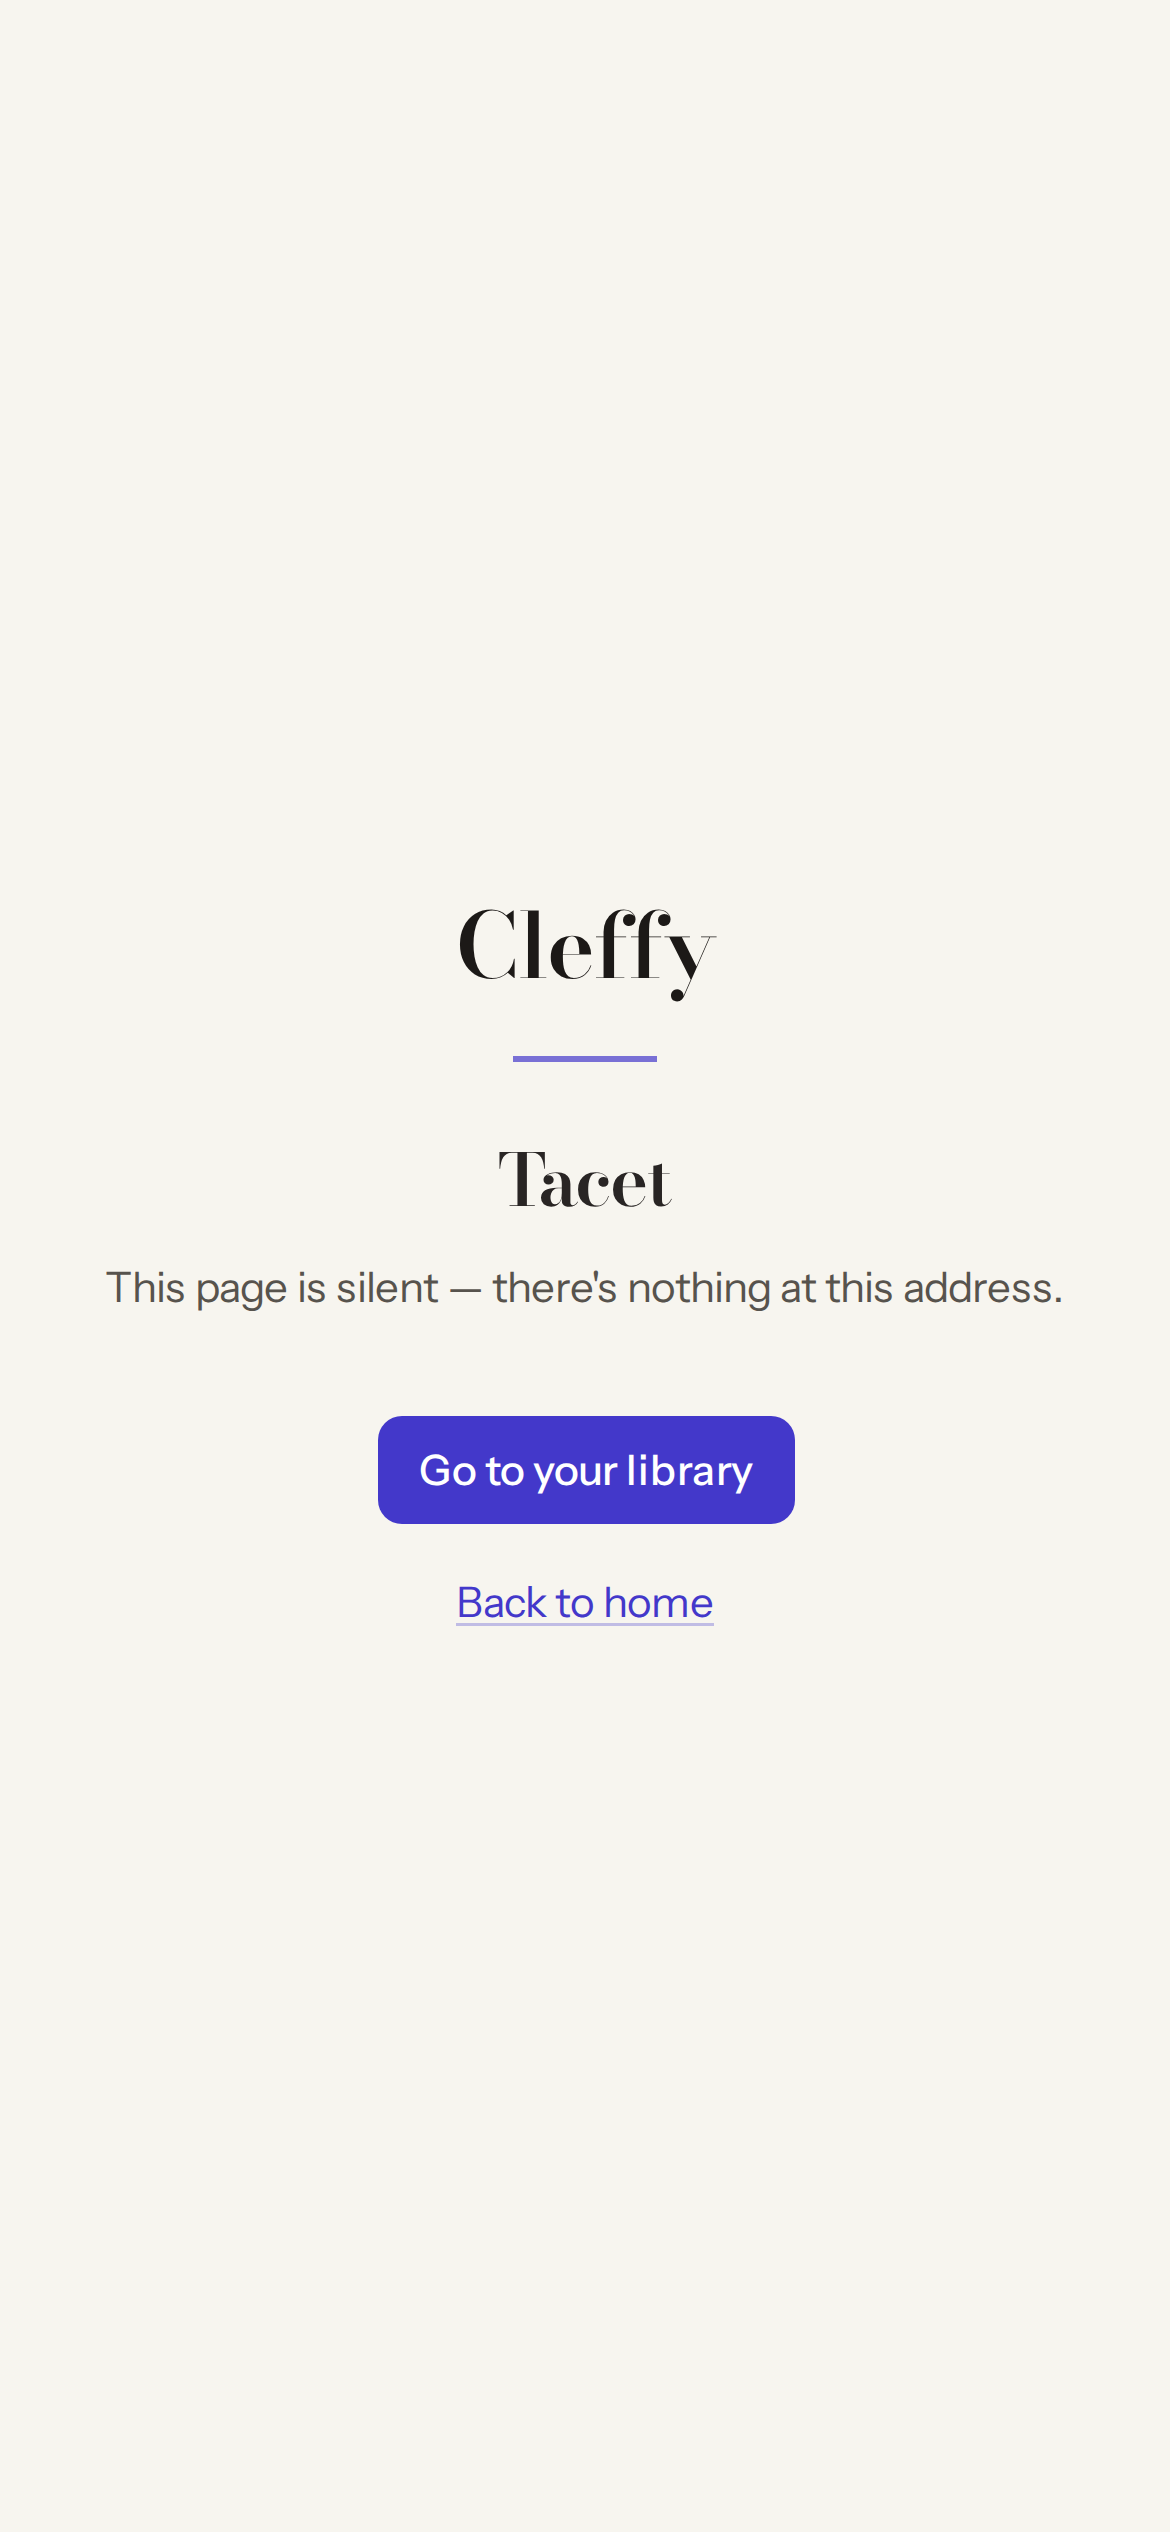 Cleffy
Tacet
This page is silent — there's nothing at this address.
Go to your library
Back to home